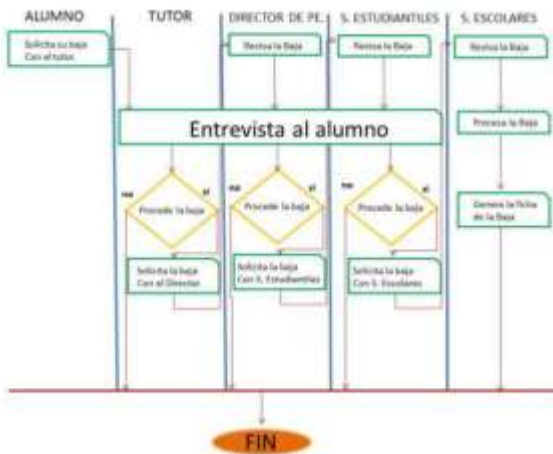 ALUMNO
TUTOR
DIRECTOR DE PE.
S. ESTUDIANTILES
S. ESCOLARES
Solicita su baja
Con el tutor
Revisa la Baja
Revisa la Baja
Revisa la Baja
Entrevista al alumno
Procesa la Baja
no
si
Procede la baja
no
si
Procede la baja
no
si
Procede la baja
Genera la ficha
de la Baja
Solicita la baja
Con el Director
Solicita la baja
Con S. Estudiantiles
Solicita la baja
Con S. Escolares
FIN